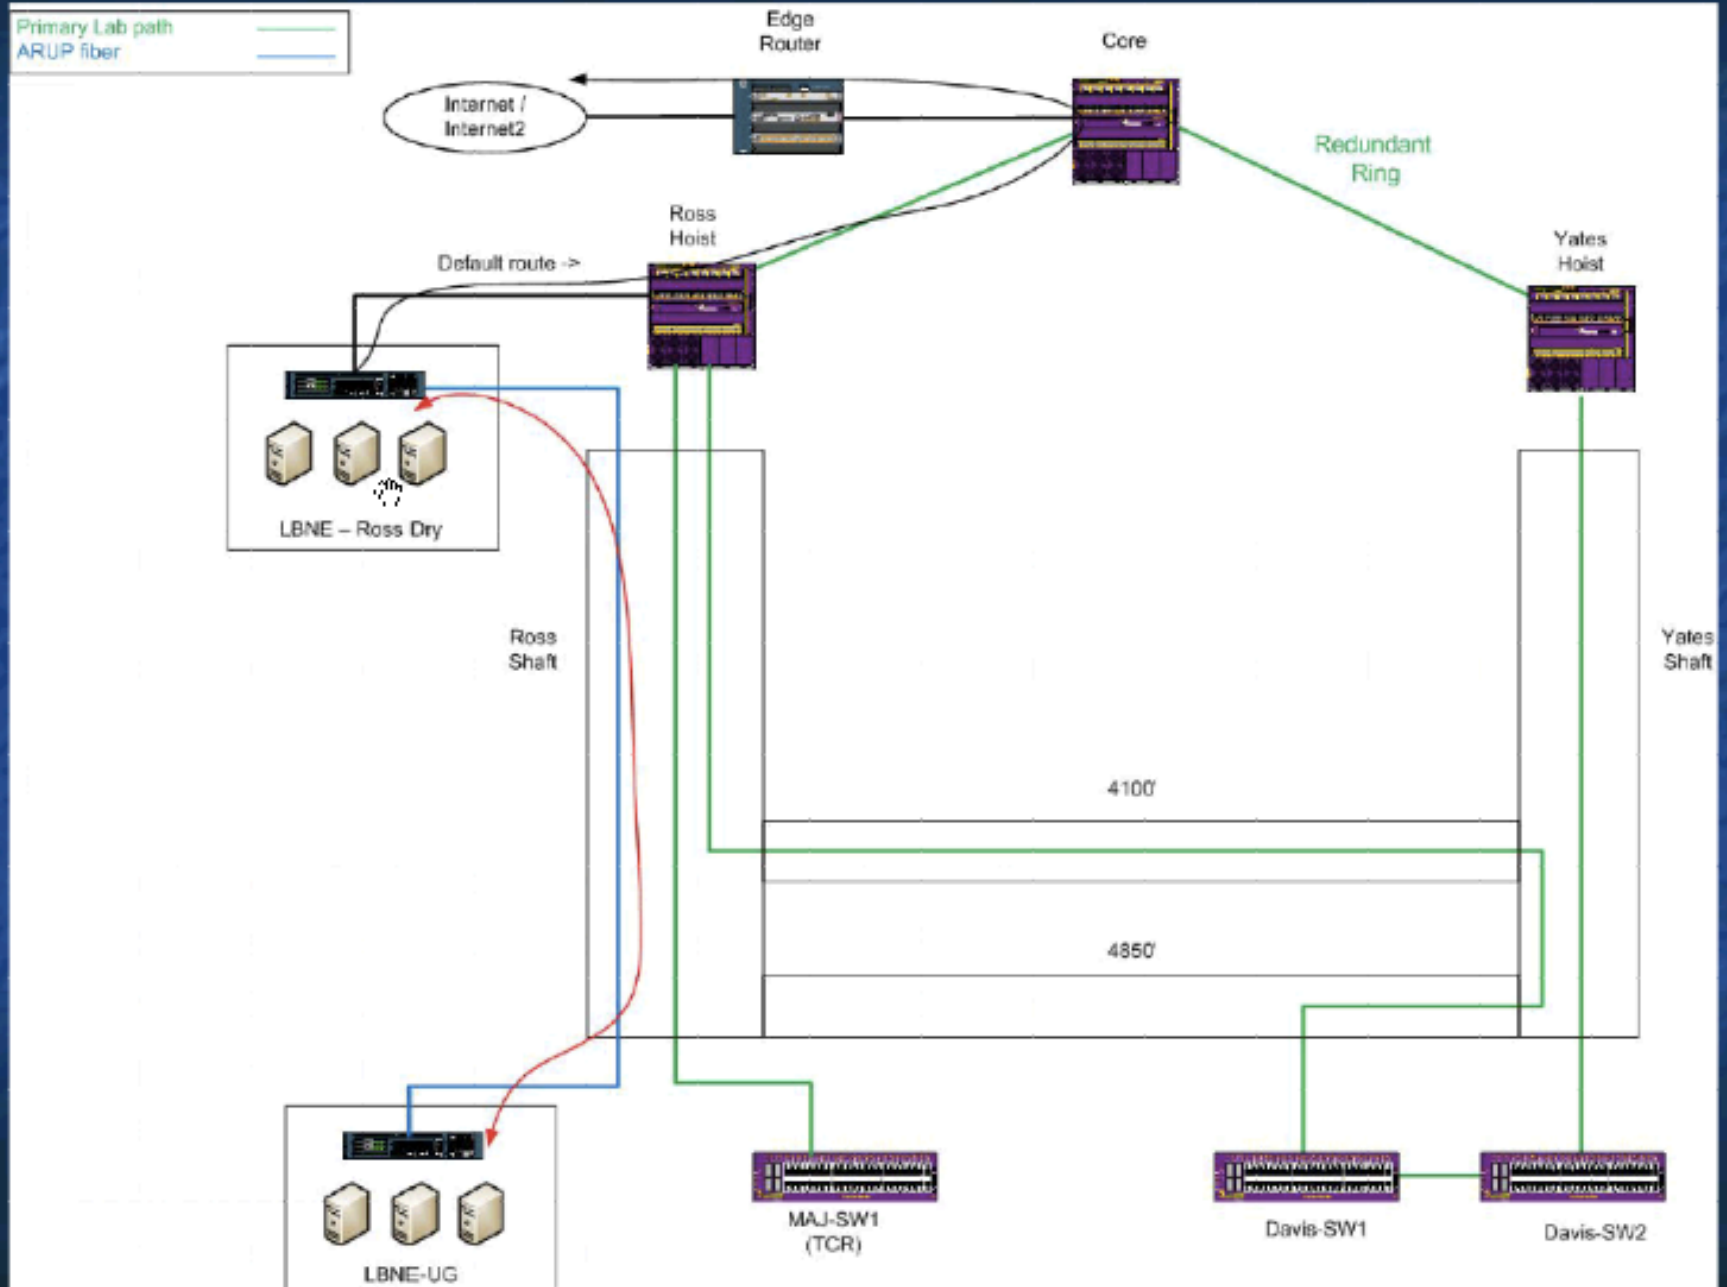 Primary Lab path
ARUP fiber
Edge
Router
Core
Internet /
Internet2
Redundant
Ring
Ross
Hoist
Yates
Hoist
Default route ->
LBNE – Ross Dry
Ross
Shaft
Yates
Shaft
4100'
4850'
MAJ-SW1
(TCR)
Davis-SW1
Davis-SW2
LBNE-UG